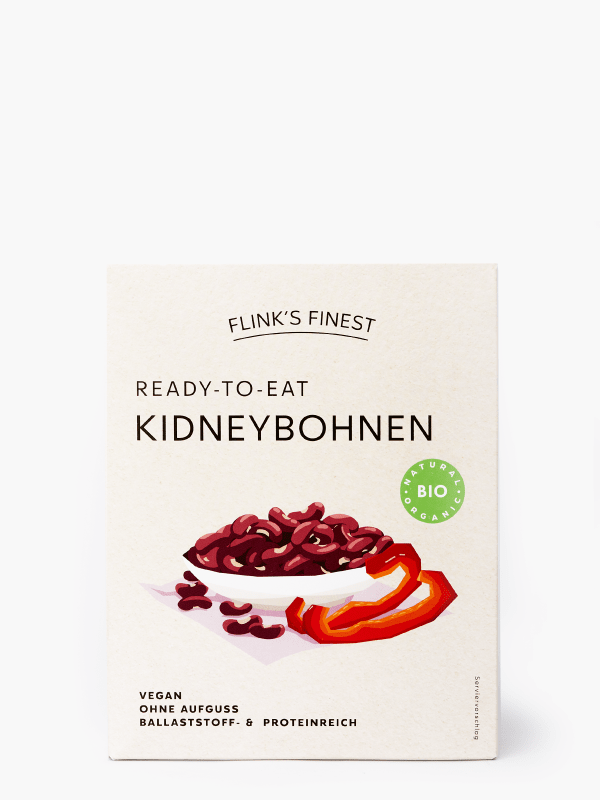 FLINK'S FINEST
READY-TO-EAT
KIDNEYBOHNEN
NATURAL
BIO
ORGANIC
VEGAN
OHNE AUFGUSS
BALLASTSTOFF- & PROTEINREICH
Serviervorschlag